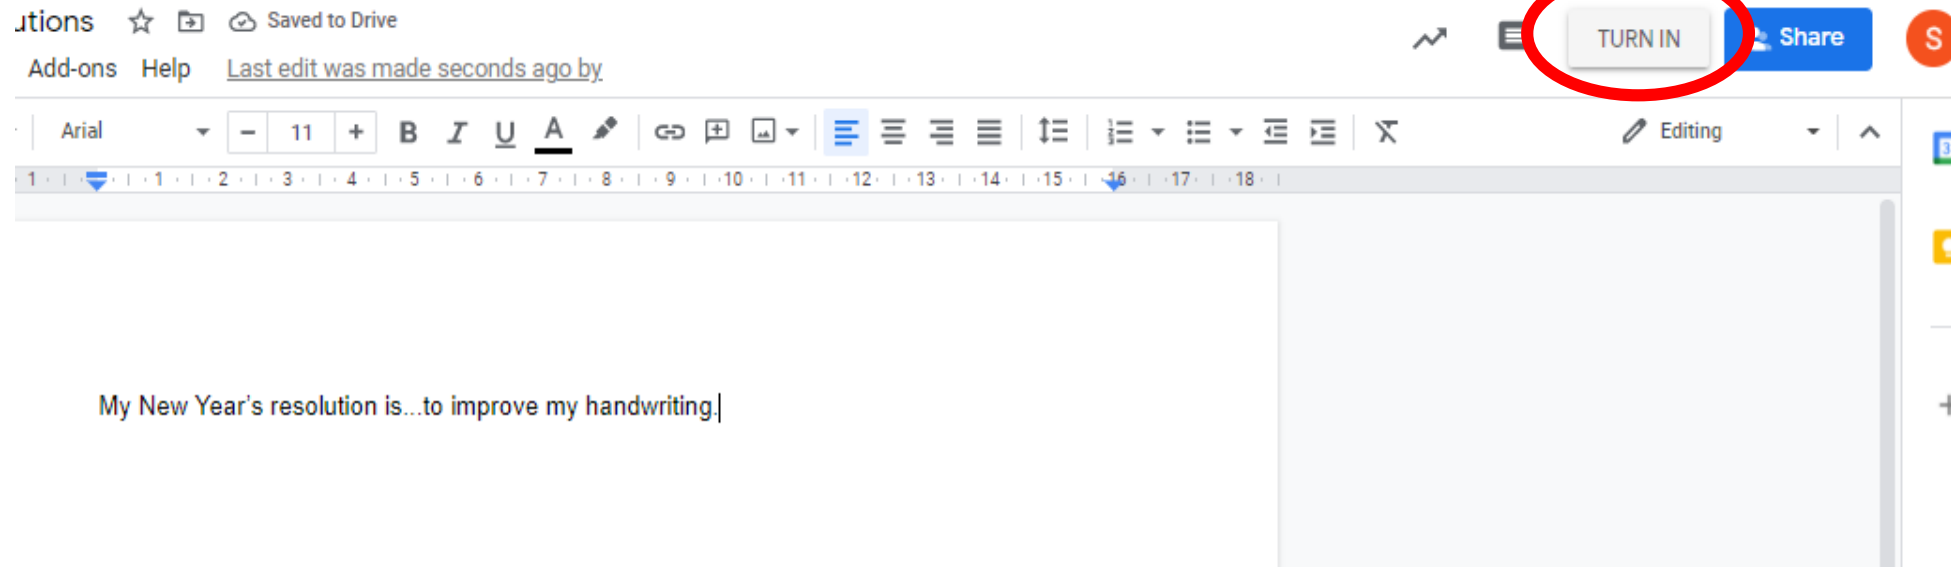 Saved to Drive
Add-ons Help Last edit was made seconds ago by
TURN IN
Share
S
Arial
11
B I U A
Editing
1 1 2 3 4 5 6 7 8 9 10 11 12 13 14 15 16 17 18
My New Year's resolution is...to improve my handwriting.